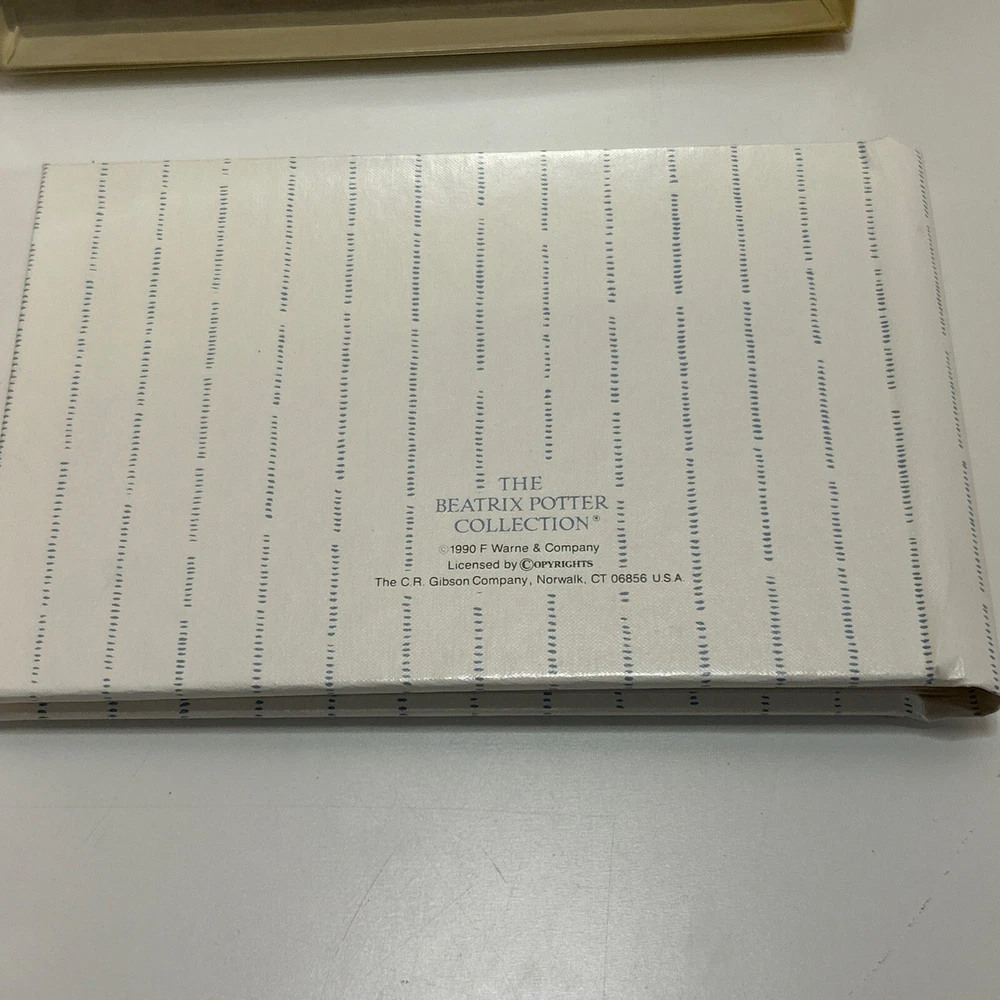 THE
BEATRIX POTTER
COLLECTION®
©1990 F Warne & Company
Licensed by ©OPYRIGHTS
The C.R. Gibson Company, Norwalk, CT 06856 U.S.A.